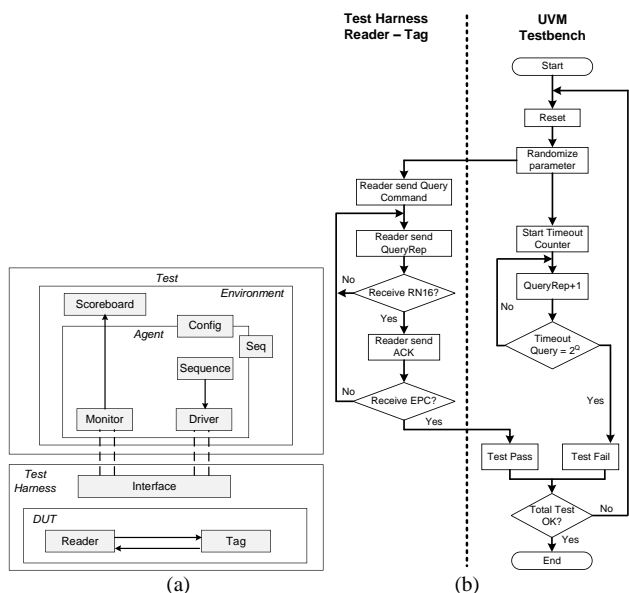 Test
Environment
Scoreboard
Config
Agent
Seq
Sequence
Monitor
Driver
Test
Harness
Interface
DUT
Reader
Tag
(a)
Test Harness
Reader – Tag
UVM
Testbench
Start
Reset
Randomize
parameter
Reader send Query
Command
Start Timeout
Counter
Reader send
QueryRep
QueryRep+1
No
Receive RN16?
No
Yes
Timeout
Query = 2^Q
Reader send
ACK
No
Receive EPC?
Yes
Yes
Test Pass
Test Fail
Total Test
OK?
No
Yes
End
(b)